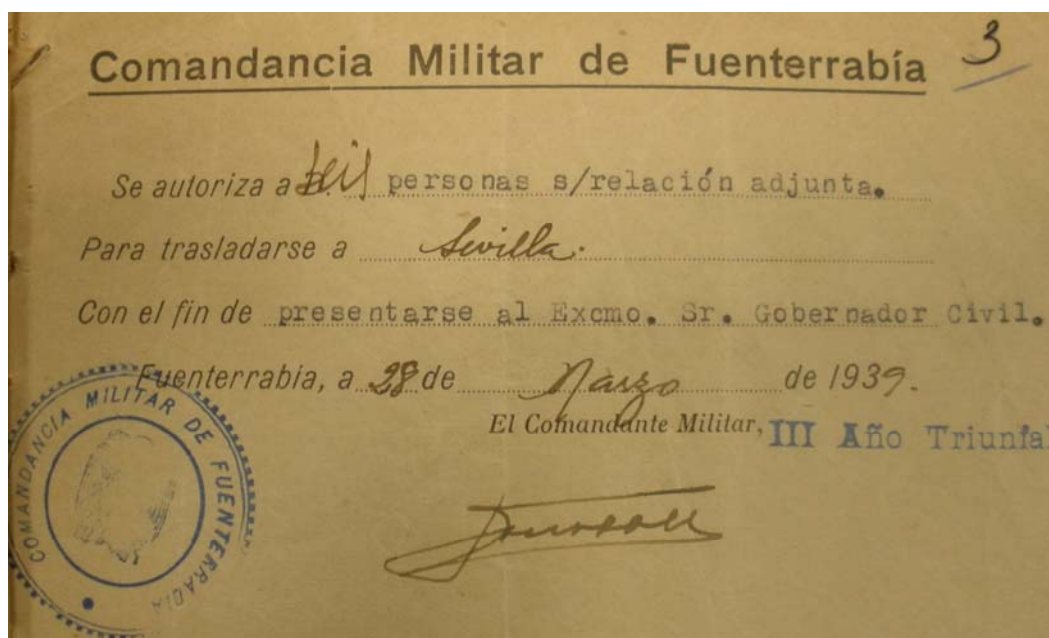 3
Comandancia Militar de Fuenterrabía
Se autoriza a seis personas s/relación adjunta.
Para trasladarse a Sevilla.
Con el fin de presentarse al Excmo. Sr. Gobernador Civil.
Fuenterrabía, a 28 de Marzo de 1939.
El Comandante Militar, III Año Triunfal
COMANDANCIA MILITAR DE FUENTERRABIA